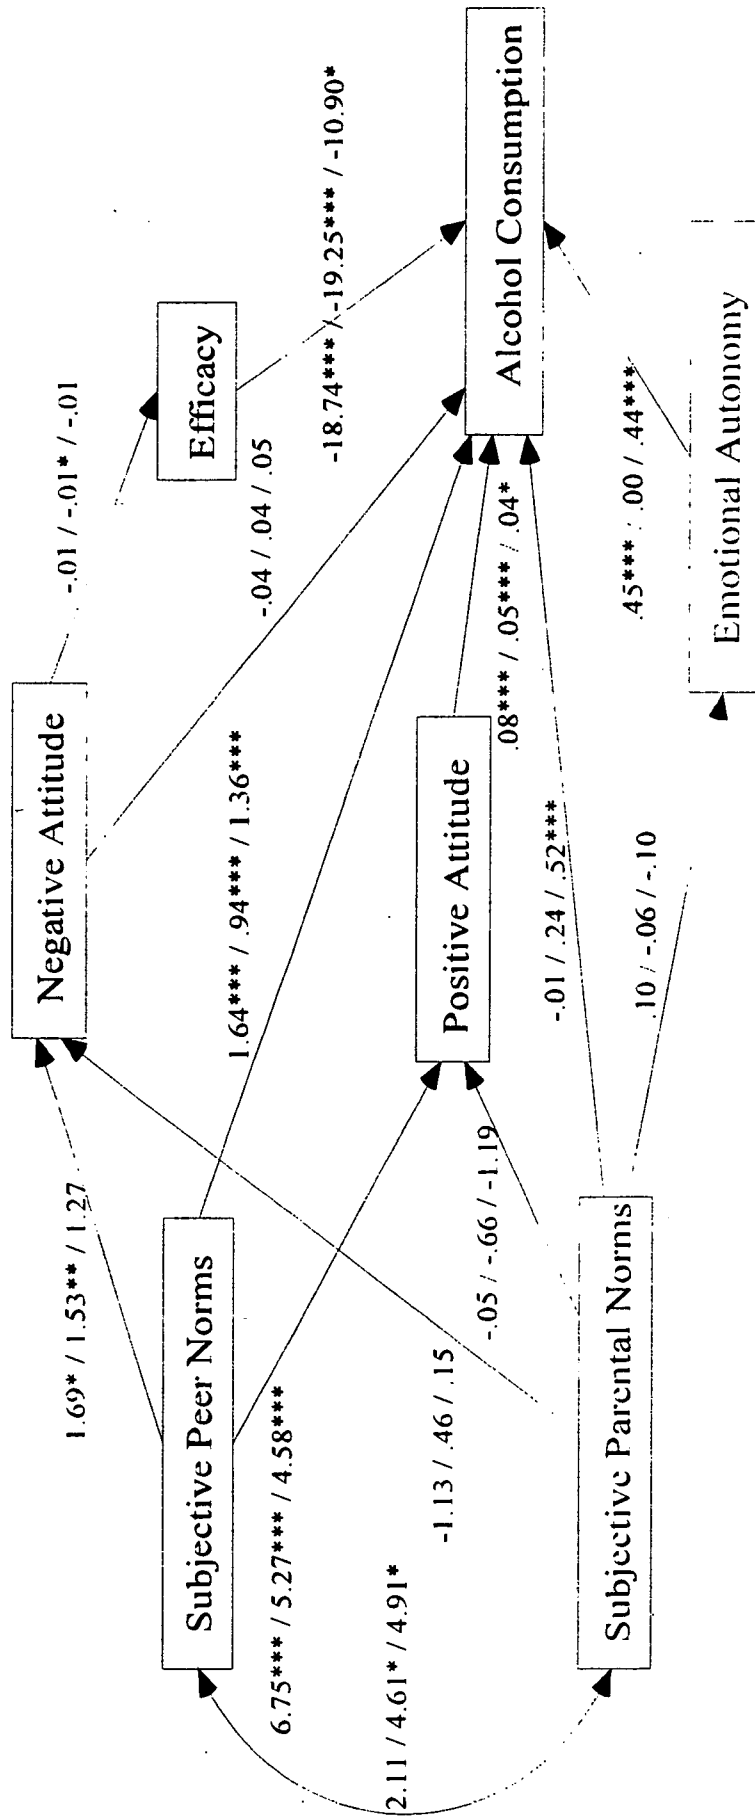 Negative Attitude
-.01 / -.01* / -.01
1.69* / 1.53** / 1.27
Subjective Peer Norms
Efficacy
-.04 / .04 / .05
-18.74*** / -19.25*** / -10.90*
1.64*** / .94*** / 1.36***
6.75*** / 5.27*** / 4.58***
2.11 / 4.61* / 4.91*
-1.13 / .46 / .15
Positive Attitude
Alcohol Consumption
-.05 / -.66 / -1.19
.08*** / .05*** / .04*
-.01 / .24 / .52***
Subjective Parental Norms
.10 / -.06 / -.10
.45*** / .00 / .44***
Emotional Autonomy